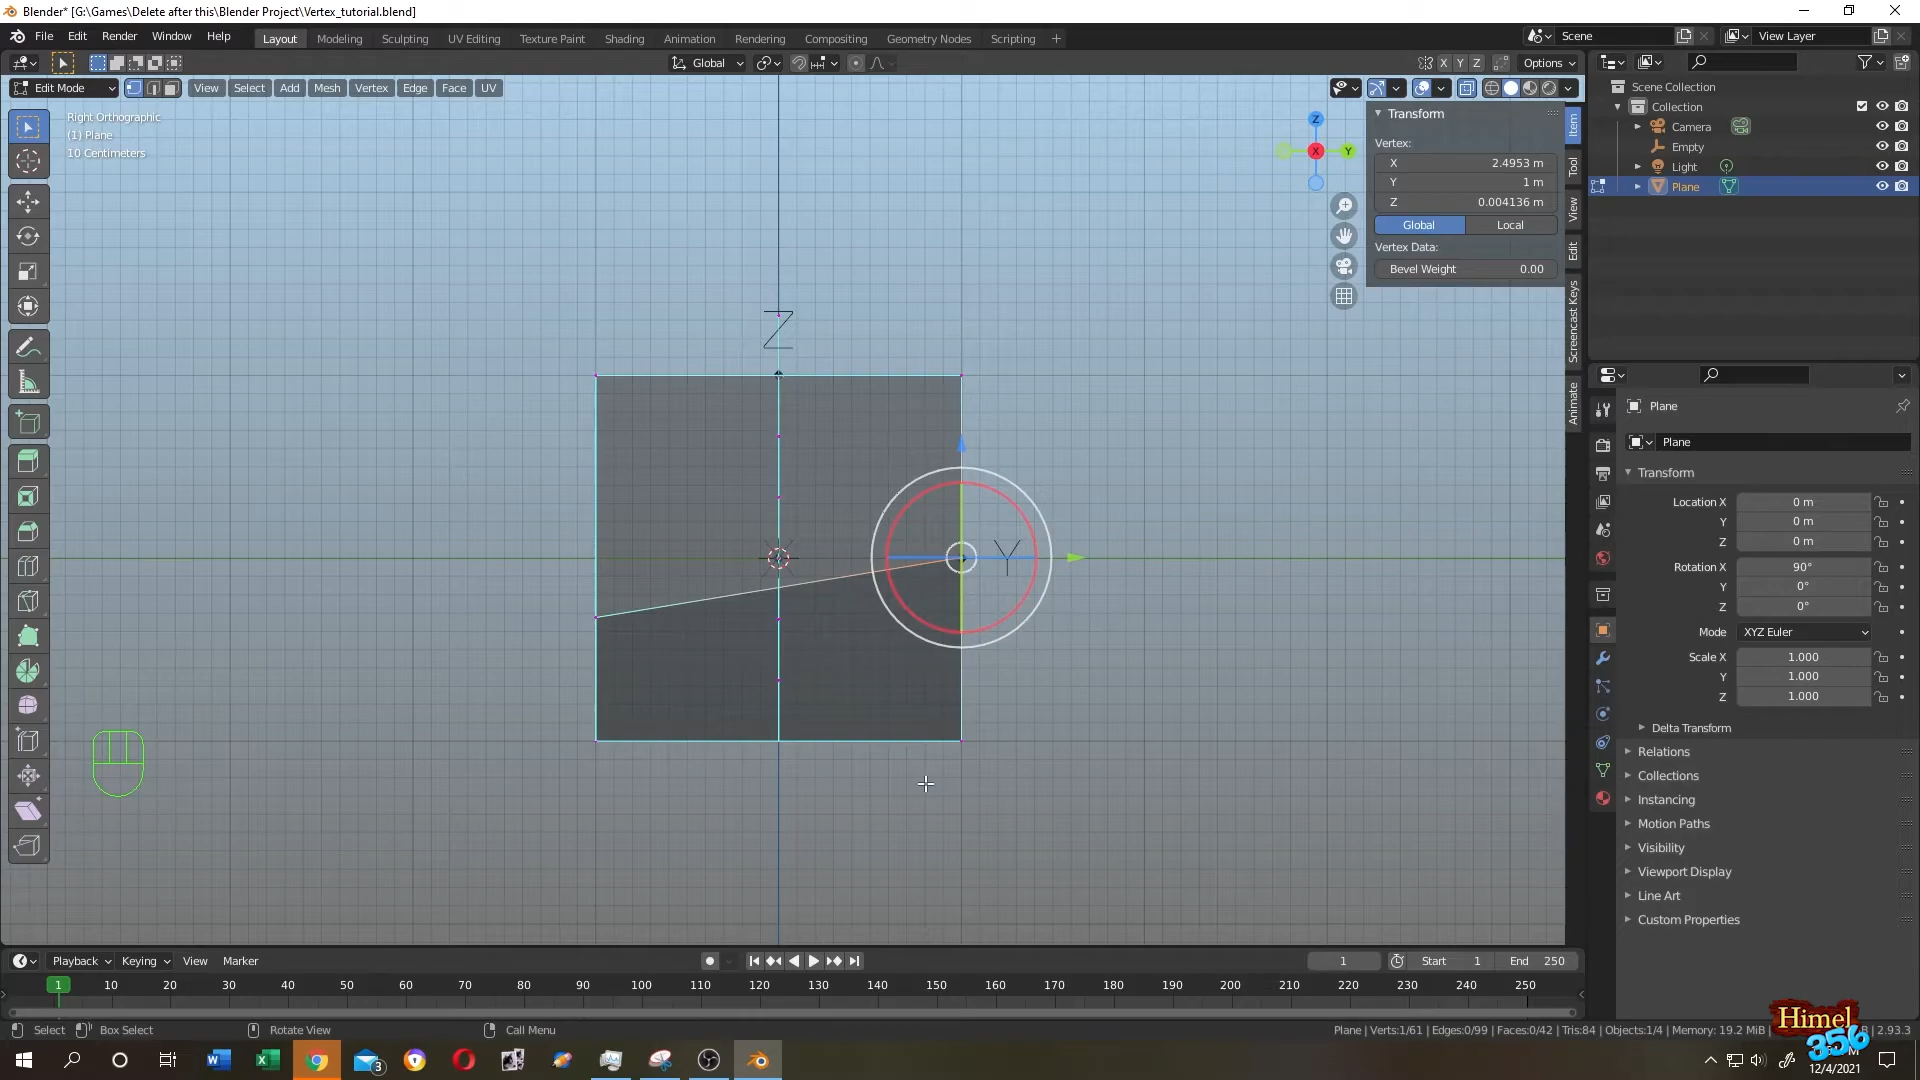 Blender* [G:\Games\Delete after this\Blender Project\Vertex_tutorial.blend]
File Edit Render Window Help Layout Modeling Sculpting UV Editing Texture Paint Shading Animation Rendering Compositing Geometry Nodes Scripting + Scene View Layer
Global X Y Z Options
Edit Mode View Select Add Mesh Vertex Edge Face UV
Right Orthographic
(1) Plane
10 Centimeters
Z
X
Y
Z
Y
Transform
Vertex:
X 2.4953 m
Y 1 m
Z 0.004136 m
Global Local
Vertex Data:
Bevel Weight 0.00
Item
Tool
View
Edit
Screencast Keys
Animate
Scene Collection
Collection
Camera
Empty
Light
Plane
Plane
Plane
Transform
Location X 0 m
Y 0 m
Z 0 m
Rotation X 90°
Y 0°
Z 0°
Mode XYZ Euler
Scale X 1.000
Y 1.000
Z 1.000
Delta Transform
Relations
Collections
Instancing
Motion Paths
Visibility
Viewport Display
Line Art
Custom Properties
Playback Keying View Marker 1 Start 1 End 250
1 10 20 30 40 50 60 70 80 90 100 110 120 130 140 150 160 170 180 190 200 210 220 230 240 250
Select Box Select Rotate View Call Menu Plane | Verts:1/61 | Edges:0/99 | Faces:0/42 | Tris:84 | Objects:1/4 | Memory: 19.2 MiB 2.93.3
Himel
356
3
12/4/2021